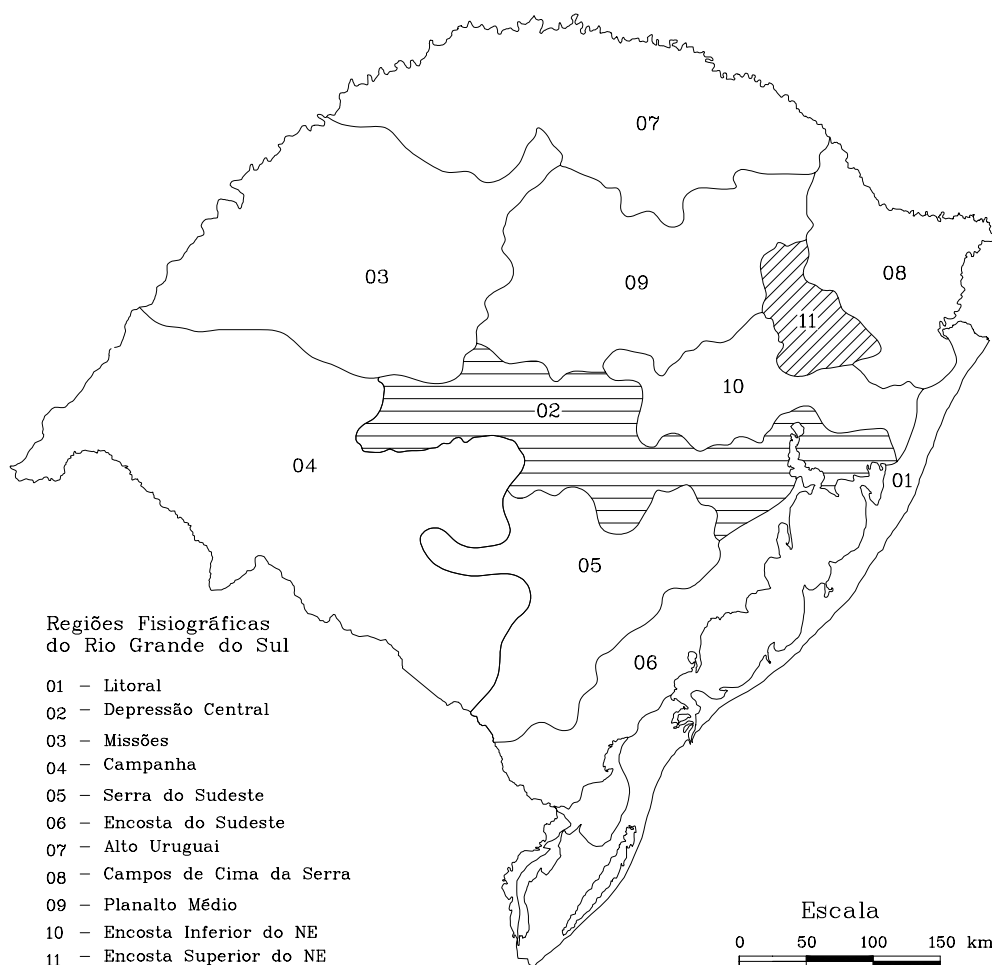 07
03
09
08
11
10
02
04
01
05
06
Regiões Fisiográficas
do Rio Grande do Sul
01 – Litoral
02 – Depressão Central
03 – Missões
04 – Campanha
05 – Serra do Sudeste
06 – Encosta do Sudeste
07 – Alto Uruguai
08 – Campos de Cima da Serra
09 – Planalto Médio
10 – Encosta Inferior do NE
11 – Encosta Superior do NE
Escala
0 50 100 150 km